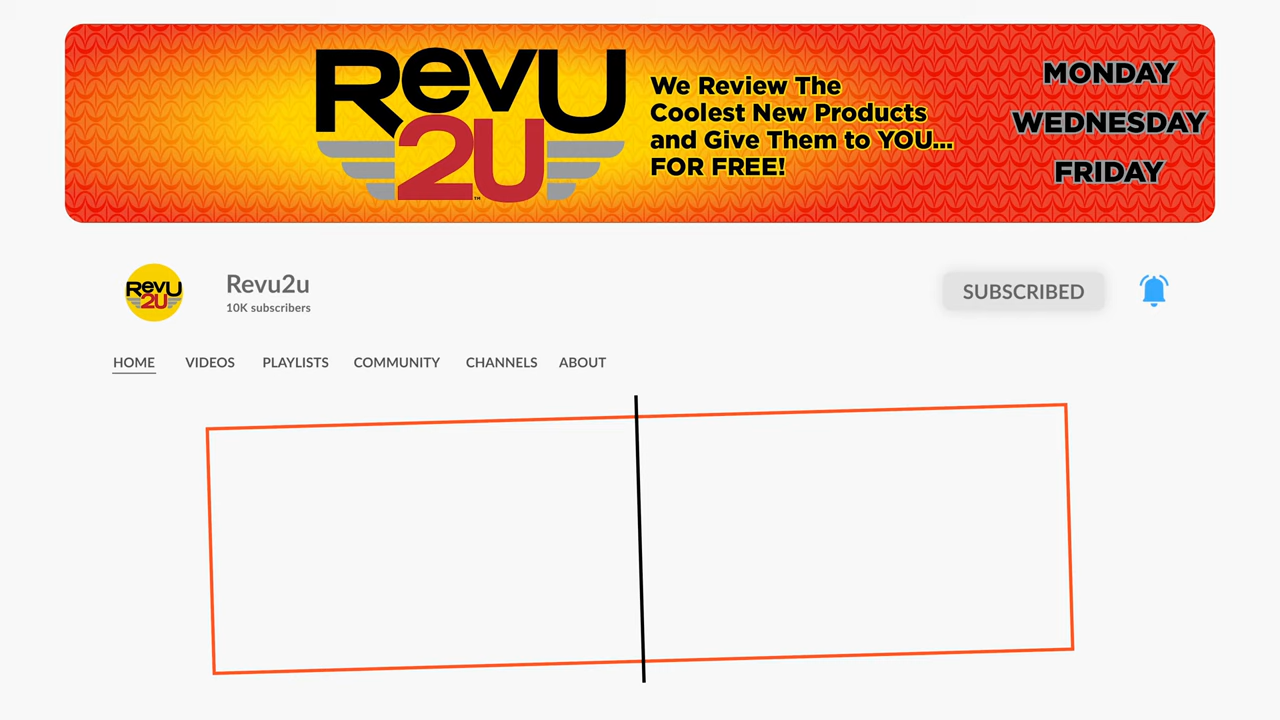 RevU
2U™
We Review The
Coolest New Products
and Give Them to YOU...
FOR FREE!
MONDAY
WEDNESDAY
FRIDAY
RevU
2U
Revu2u
10K subscribers
SUBSCRIBED
HOME VIDEOS PLAYLISTS COMMUNITY CHANNELS ABOUT